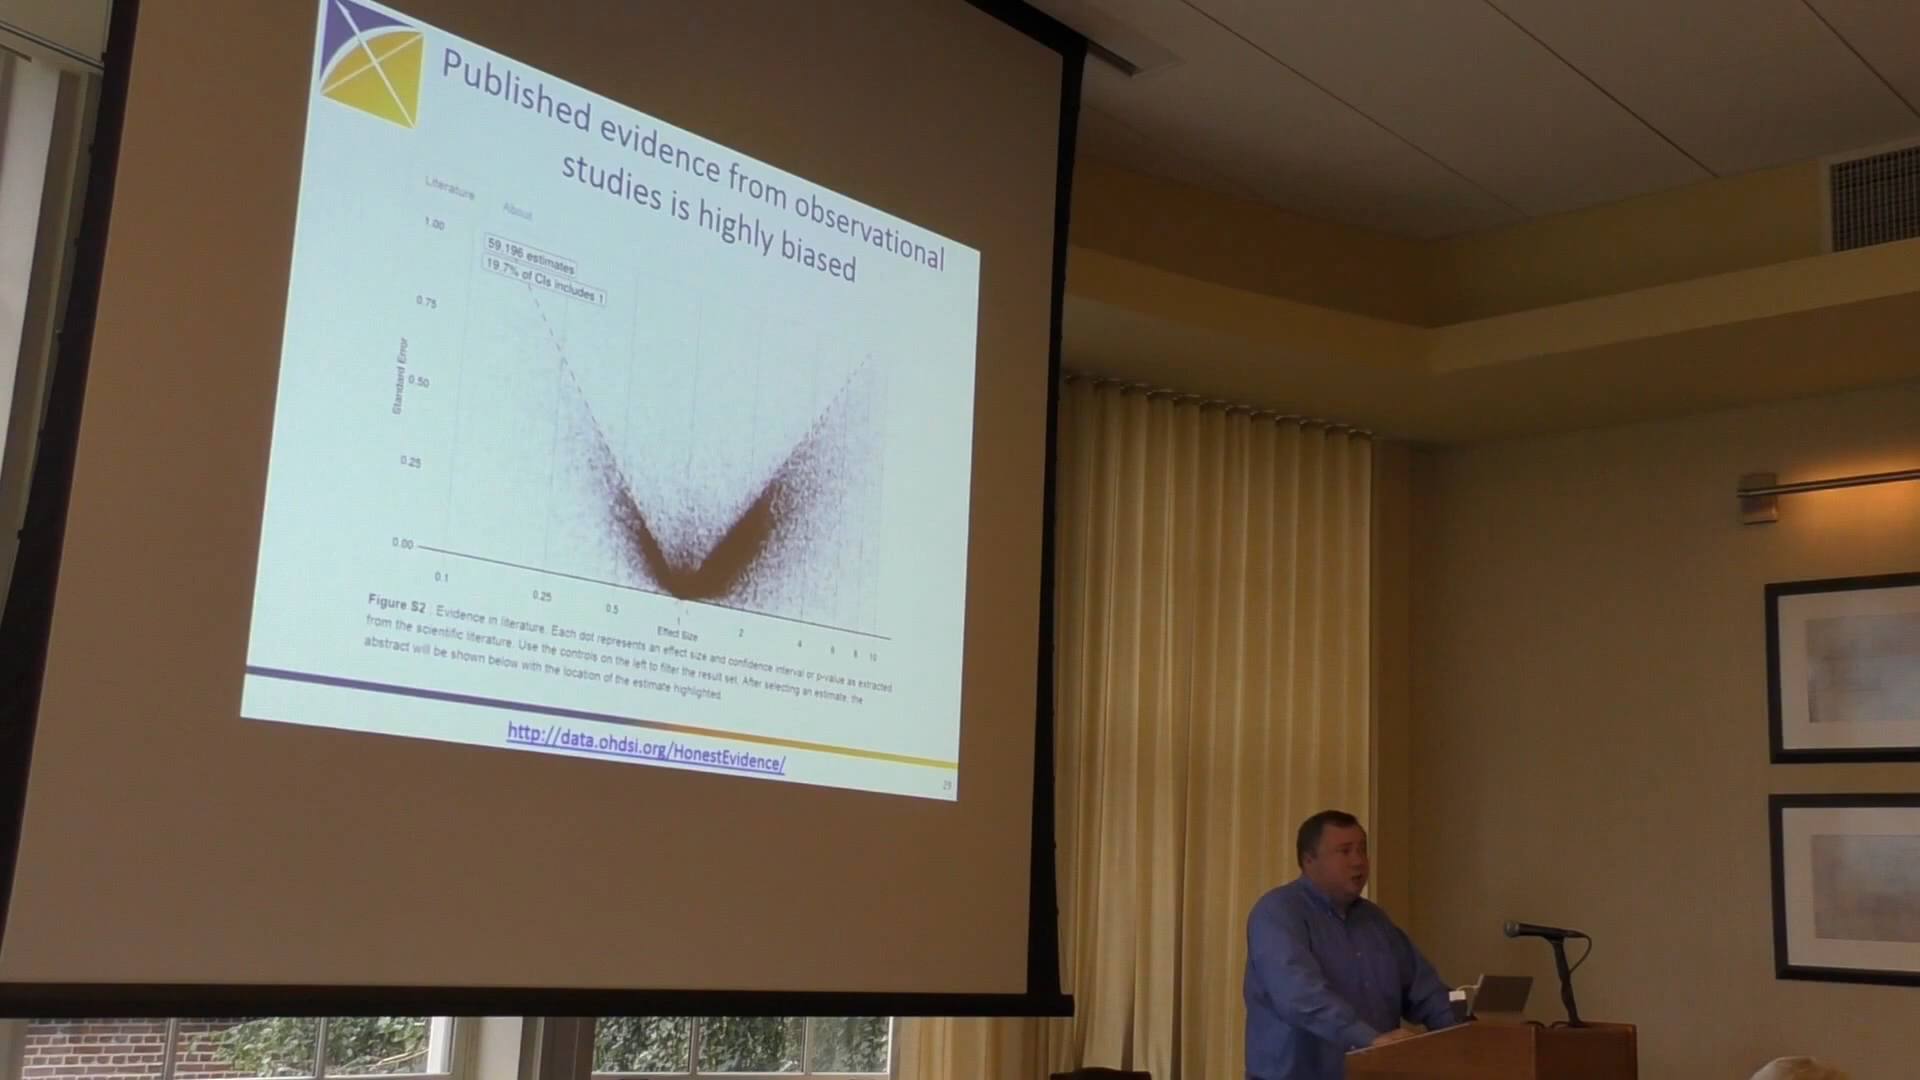 Published evidence from observational
studies is highly biased
Literature
About
1.00
59,196 estimates
19.7% of CIs includes 1
0.75
Standard Error
0.50
0.25
0.00
0.1
0.25
0.5
1
2
4
6
8
10
Effect Size
Figure S2 . Evidence in literature. Each dot represents an effect size and confidence interval or p-value as extracted
from the scientific literature. Use the controls on the left to filter the result set. After selecting an estimate, the
abstract will be shown below with the location of the estimate highlighted.
http://data.ohdsi.org/HonestEvidence/
29